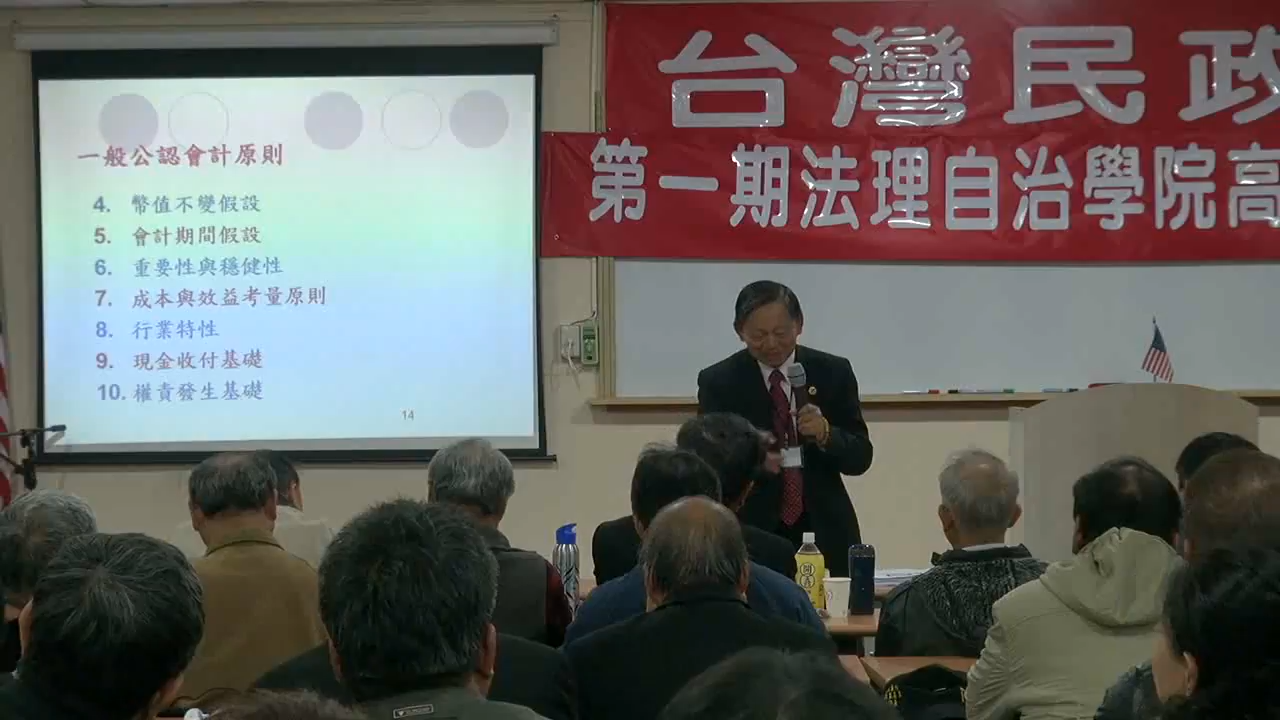 一般公認會計原則
4. 幣值不變假設
5. 會計期間假設
6. 重要性與穩健性
7. 成本與效益考量原則
8. 行業特性
9. 現金收付基礎
10. 權責發生基礎
14
台灣民政
第一期法理自治學院高
開喜